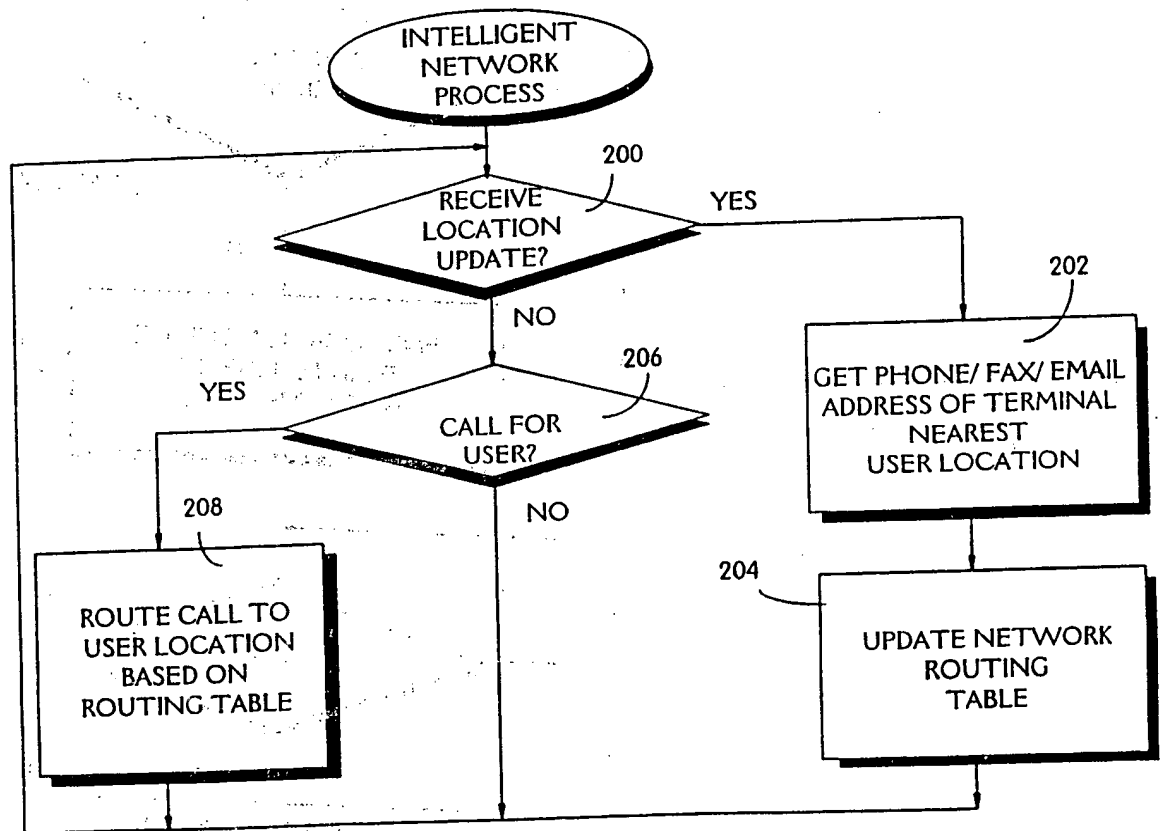 INTELLIGENT
NETWORK
PROCESS
200
RECEIVE
LOCATION
UPDATE?
YES
NO
202
GET PHONE/ FAX/ EMAIL
ADDRESS OF TERMINAL
NEAREST
USER LOCATION
206
CALL FOR
USER?
YES
NO
208
ROUTE CALL TO
USER LOCATION
BASED ON
ROUTING TABLE
204
UPDATE NETWORK
ROUTING
TABLE